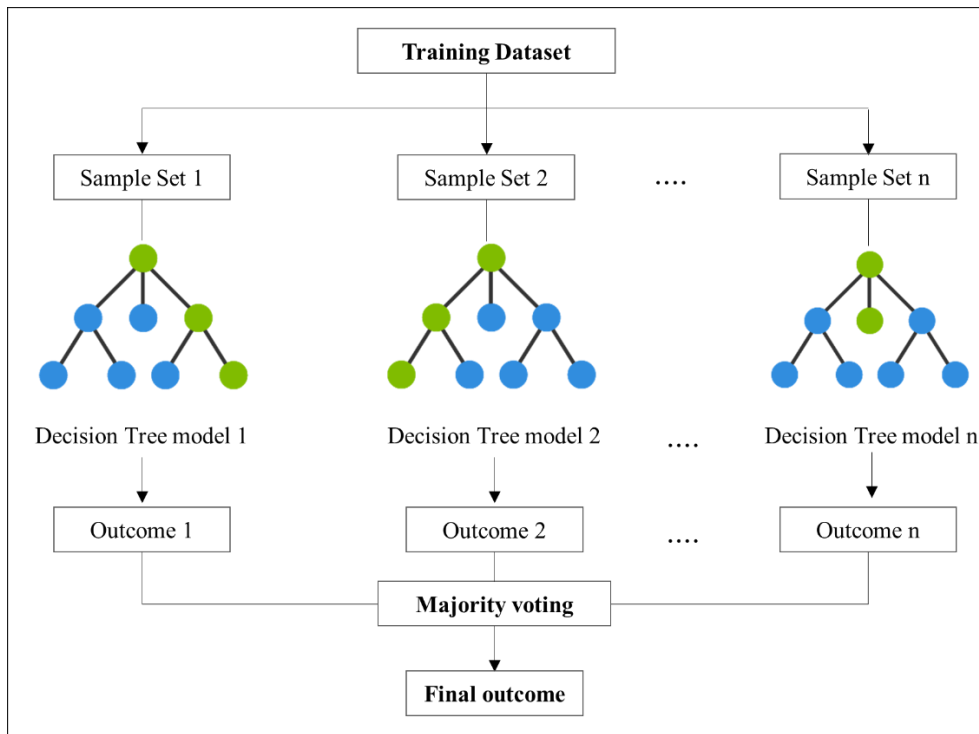 Training Dataset
Sample Set 1
Sample Set 2
....
Sample Set n
Decision Tree model 1
Decision Tree model 2
....
Decision Tree model n
Outcome 1
Outcome 2
....
Outcome n
Majority voting
Final outcome